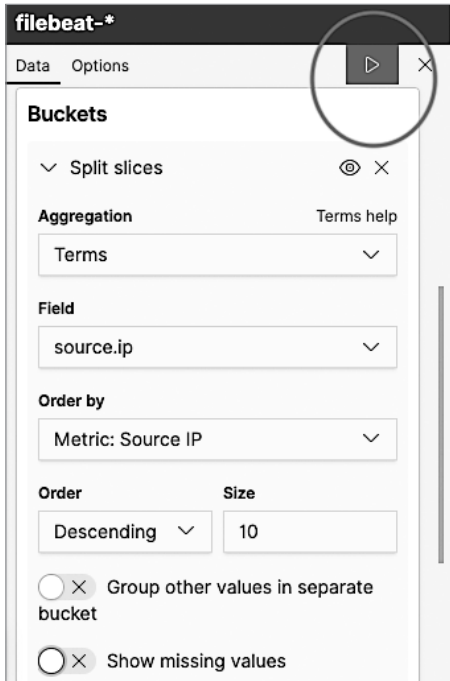 filebeat-*
Data Options
Buckets
Split slices
Aggregation Terms help
Terms
Field
source.ip
Order by
Metric: Source IP
Order Size
Descending 10
Group other values in separate
bucket
Show missing values